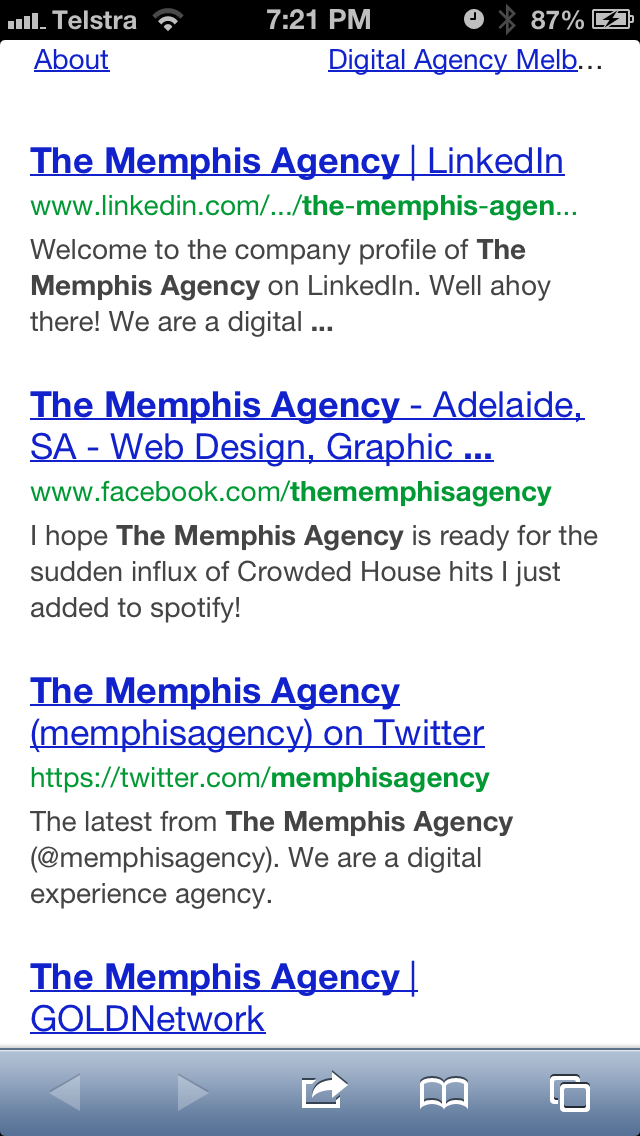 Telstra 7:21 PM 87%
About Digital Agency Melb...
The Memphis Agency | LinkedIn
www.linkedin.com/.../the-memphis-agen...
Welcome to the company profile of The
Memphis Agency on LinkedIn. Well ahoy
there! We are a digital ...
The Memphis Agency - Adelaide,
SA - Web Design, Graphic ...
www.facebook.com/thememphisagency
I hope The Memphis Agency is ready for the
sudden influx of Crowded House hits I just
added to spotify!
The Memphis Agency
(memphisagency) on Twitter
https://twitter.com/memphisagency
The latest from The Memphis Agency
(@memphisagency). We are a digital
experience agency.
The Memphis Agency |
GOLDNetwork